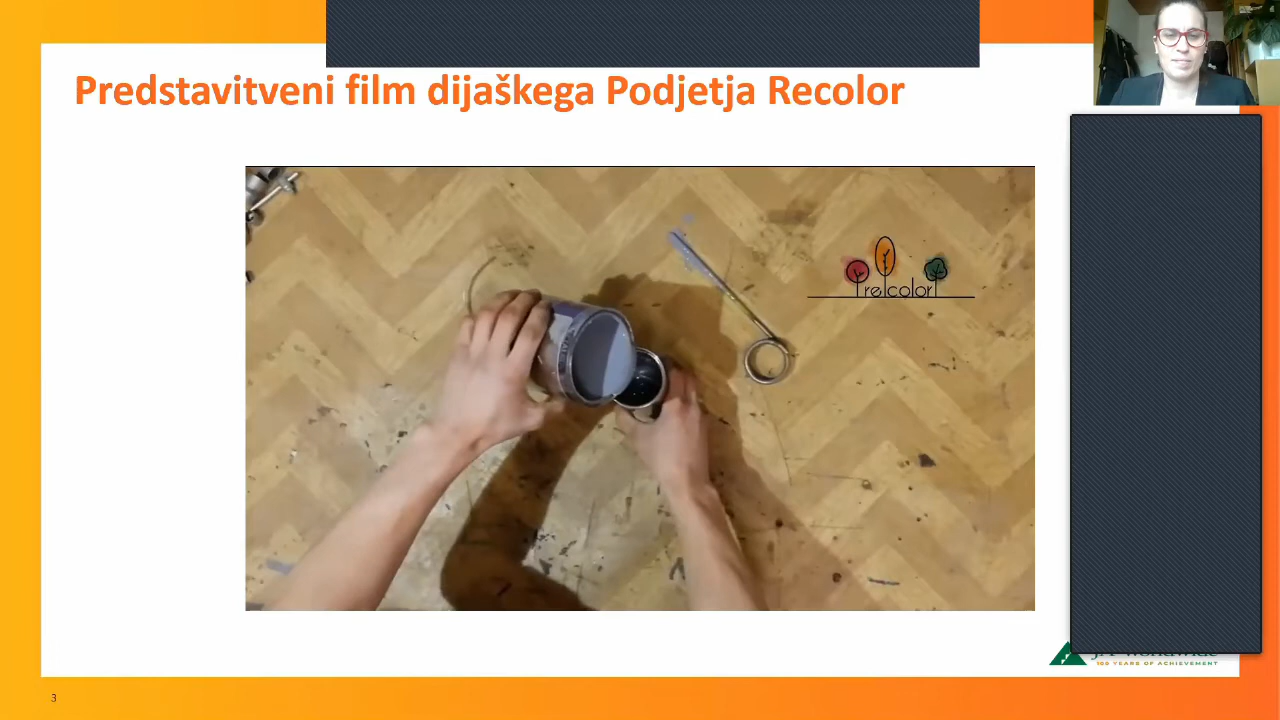 Predstavitveni film dijaškega Podjetja Recolor
recolor
100 YEARS OF ACHIEVEMENT
3